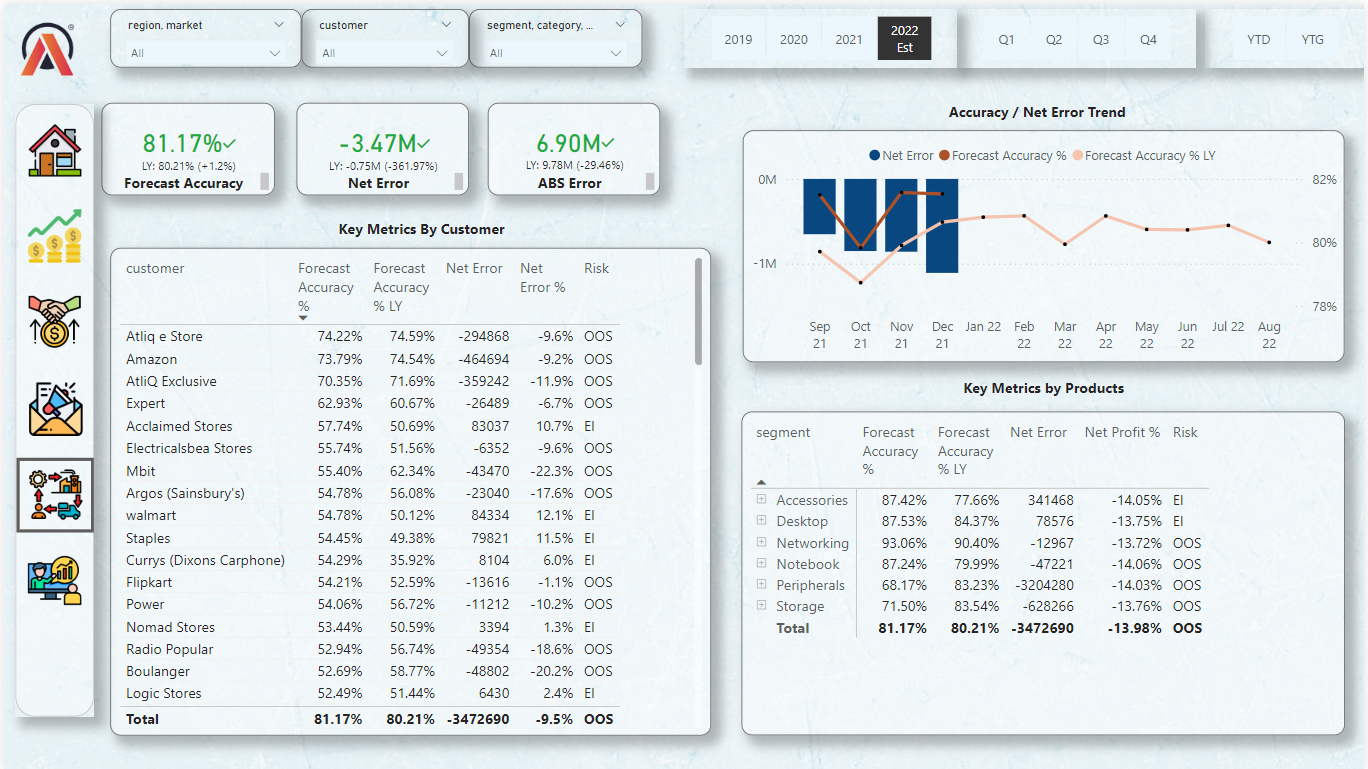 region, market
All
customer
All
segment, category, ...
All
2019
2020
2021
2022
Est
Q1
Q2
Q3
Q4
YTD
YTG
81.17%
LY: 80.21% (+1.2%)
Forecast Accuracy
-3.47M
LY: -0.75M (-361.97%)
Net Error
6.90M
LY: 9.78M (-29.46%)
ABS Error
Key Metrics By Customer
customer Forecast Accuracy % Forecast Accuracy % LY Net Error Net Error % Risk
Atliq e Store 74.22% 74.59% -294868 -9.6% OOS
Amazon 73.79% 74.54% -464694 -9.2% OOS
AtliQ Exclusive 70.35% 71.69% -359242 -11.9% OOS
Expert 62.93% 60.67% -26489 -6.7% OOS
Acclaimed Stores 57.74% 50.69% 83037 10.7% EI
Electricalsbea Stores 55.74% 51.56% -6352 -9.6% OOS
Mbit 55.40% 62.34% -43470 -22.3% OOS
Argos (Sainsbury's) 54.78% 56.08% -23040 -17.6% OOS
walmart 54.78% 50.12% 84334 12.1% EI
Staples 54.45% 49.38% 79821 11.5% EI
Currys (Dixons Carphone) 54.29% 35.92% 8104 6.0% EI
Flipkart 54.21% 52.59% -13616 -1.1% OOS
Power 54.06% 56.72% -11212 -10.2% OOS
Nomad Stores 53.44% 50.59% 3394 1.3% EI
Radio Popular 52.94% 56.74% -49354 -18.6% OOS
Boulanger 52.69% 58.77% -48802 -20.2% OOS
Logic Stores 52.49% 51.44% 6430 2.4% EI
Total 81.17% 80.21% -3472690 -9.5% OOS
Accuracy / Net Error Trend
Net Error Forecast Accuracy % Forecast Accuracy % LY
0M 82%
80%
-1M
78%
Sep Oct Nov Dec Jan 22 Feb Mar Apr May Jun Jul 22 Aug
21 21 21 21 22 22 22 22 22 22
Key Metrics by Products
segment Forecast Accuracy % Forecast Accuracy % LY Net Error Net Profit % Risk
Accessories 87.42% 77.66% 341468 -14.05% EI
Desktop 87.53% 84.37% 78576 -13.75% EI
Networking 93.06% 90.40% -12967 -13.72% OOS
Notebook 87.24% 79.99% -47221 -14.06% OOS
Peripherals 68.17% 83.23% -3204280 -14.03% OOS
Storage 71.50% 83.54% -628266 -13.76% OOS
Total 81.17% 80.21% -3472690 -13.98% OOS